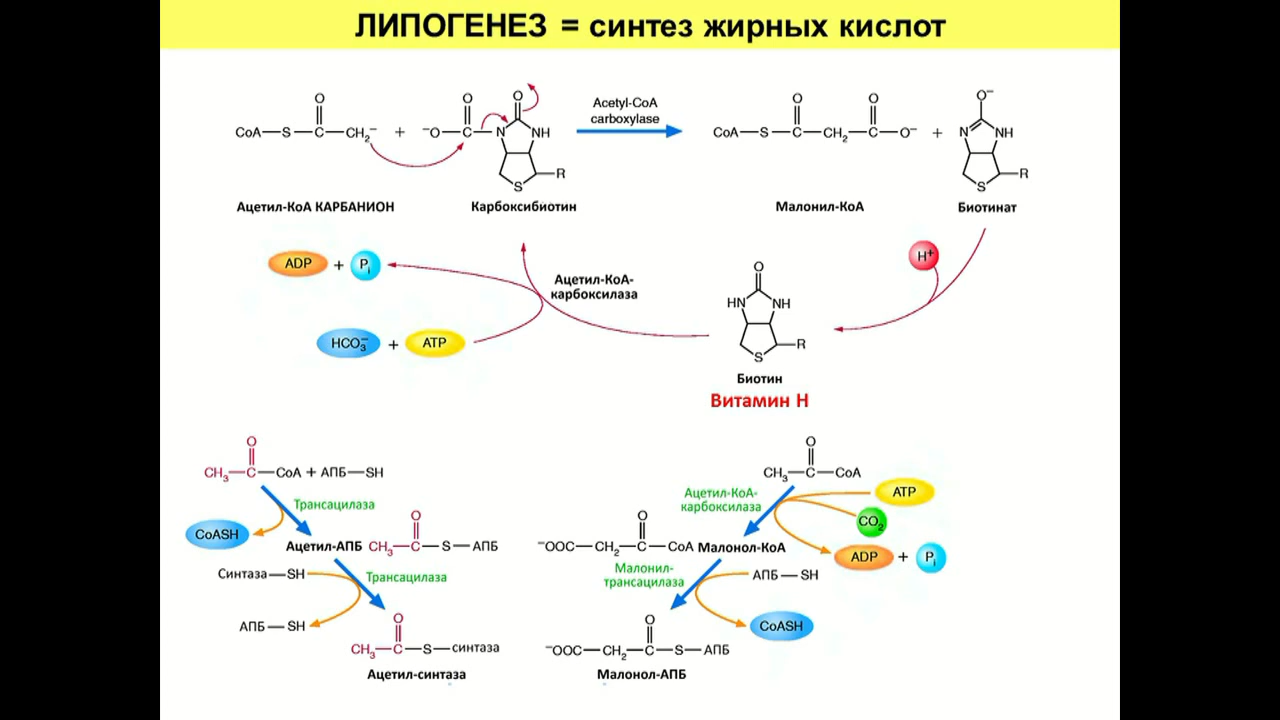 ЛИПОГЕНЕЗ = синтез жирных кислот
O
CoA—S—C—CH₂⁻
+
O
⁻O—C—N
O
NH
S
R
Acetyl-CoA
carboxylase
O
O
CoA—S—C—CH₂—C—O⁻
+
O⁻
N
NH
S
R
Ацетил-КоА КАРБАНИОН
Карбоксибиотин
Малонил-КоА
Биотинат
ADP + Pi
H⁺
Ацетил-КоА-
карбоксилаза
HCO₃⁻ + ATP
O
HN
NH
S
R
Биотин
Витамин Н
O
CH₃—C—CoA + АПБ—SH
Трансацилаза
CoASH
Ацетил-АПБ
O
CH₃—C—S—АПБ
Синтаза—SH
Трансацилаза
АПБ—SH
O
CH₃—C—S—синтаза
Ацетил-синтаза
O
CH₃—C—CoA
Ацетил-КоА-
карбоксилаза
ATP
CO₂
ADP + Pi
O
⁻OOC—CH₂—C—CoA
Малонол-КоА
Малонил-
трансацилаза
АПБ—SH
CoASH
O
⁻OOC—CH₂—C—S—АПБ
Малонол-АПБ